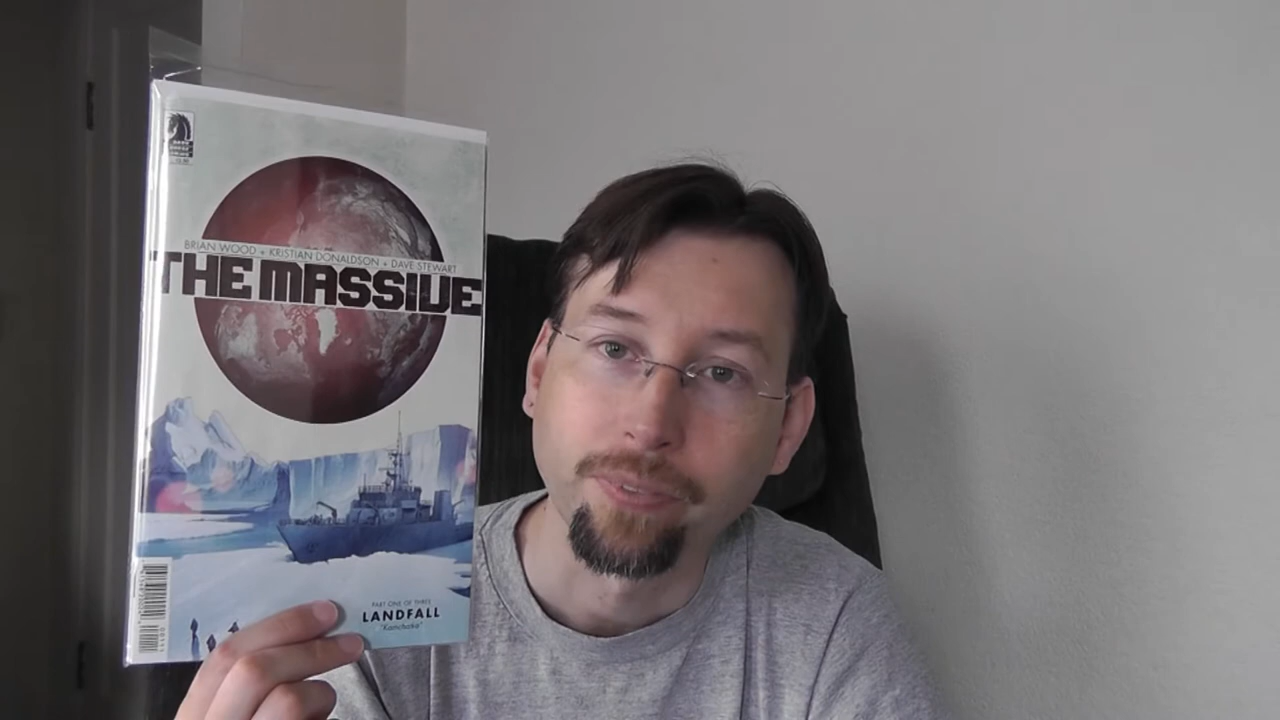 BRIAN WOOD + KRISTIAN DONALDSON + DAVE STEWART
THE MASSIVE
PART ONE OF THREE
LANDFALL
"Kamchatka"